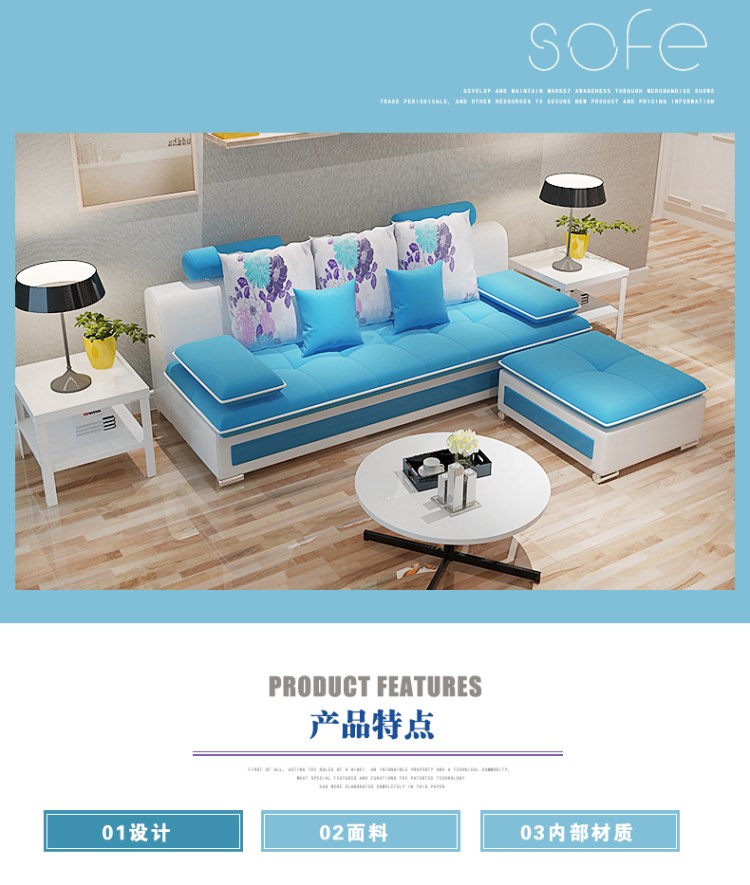 sofe
DEVELOP AND MAINTAIN MARKET AWARENESS THROUGH MERCHANDISE SHOWS
TRADE PERIODICALS, AND OTHER RESOURCES TO SECURE NEW PRODUCT AND PRICING INFORMATION
PRODUCT FEATURES
产品特点
FIRST OF ALL, ACTING THE ROLES OF A RIGHT, AN INTANGIBLE PROPERTY AND A TECHNICAL COMMODITY,
WHAT SPECIAL FEATURES AND FUNCTIONS THE PATENTED TECHNOLOGY
HAS MORE ELABORATED COMPLETELY IN THIS PAPER
01设计
02面料
03内部材质